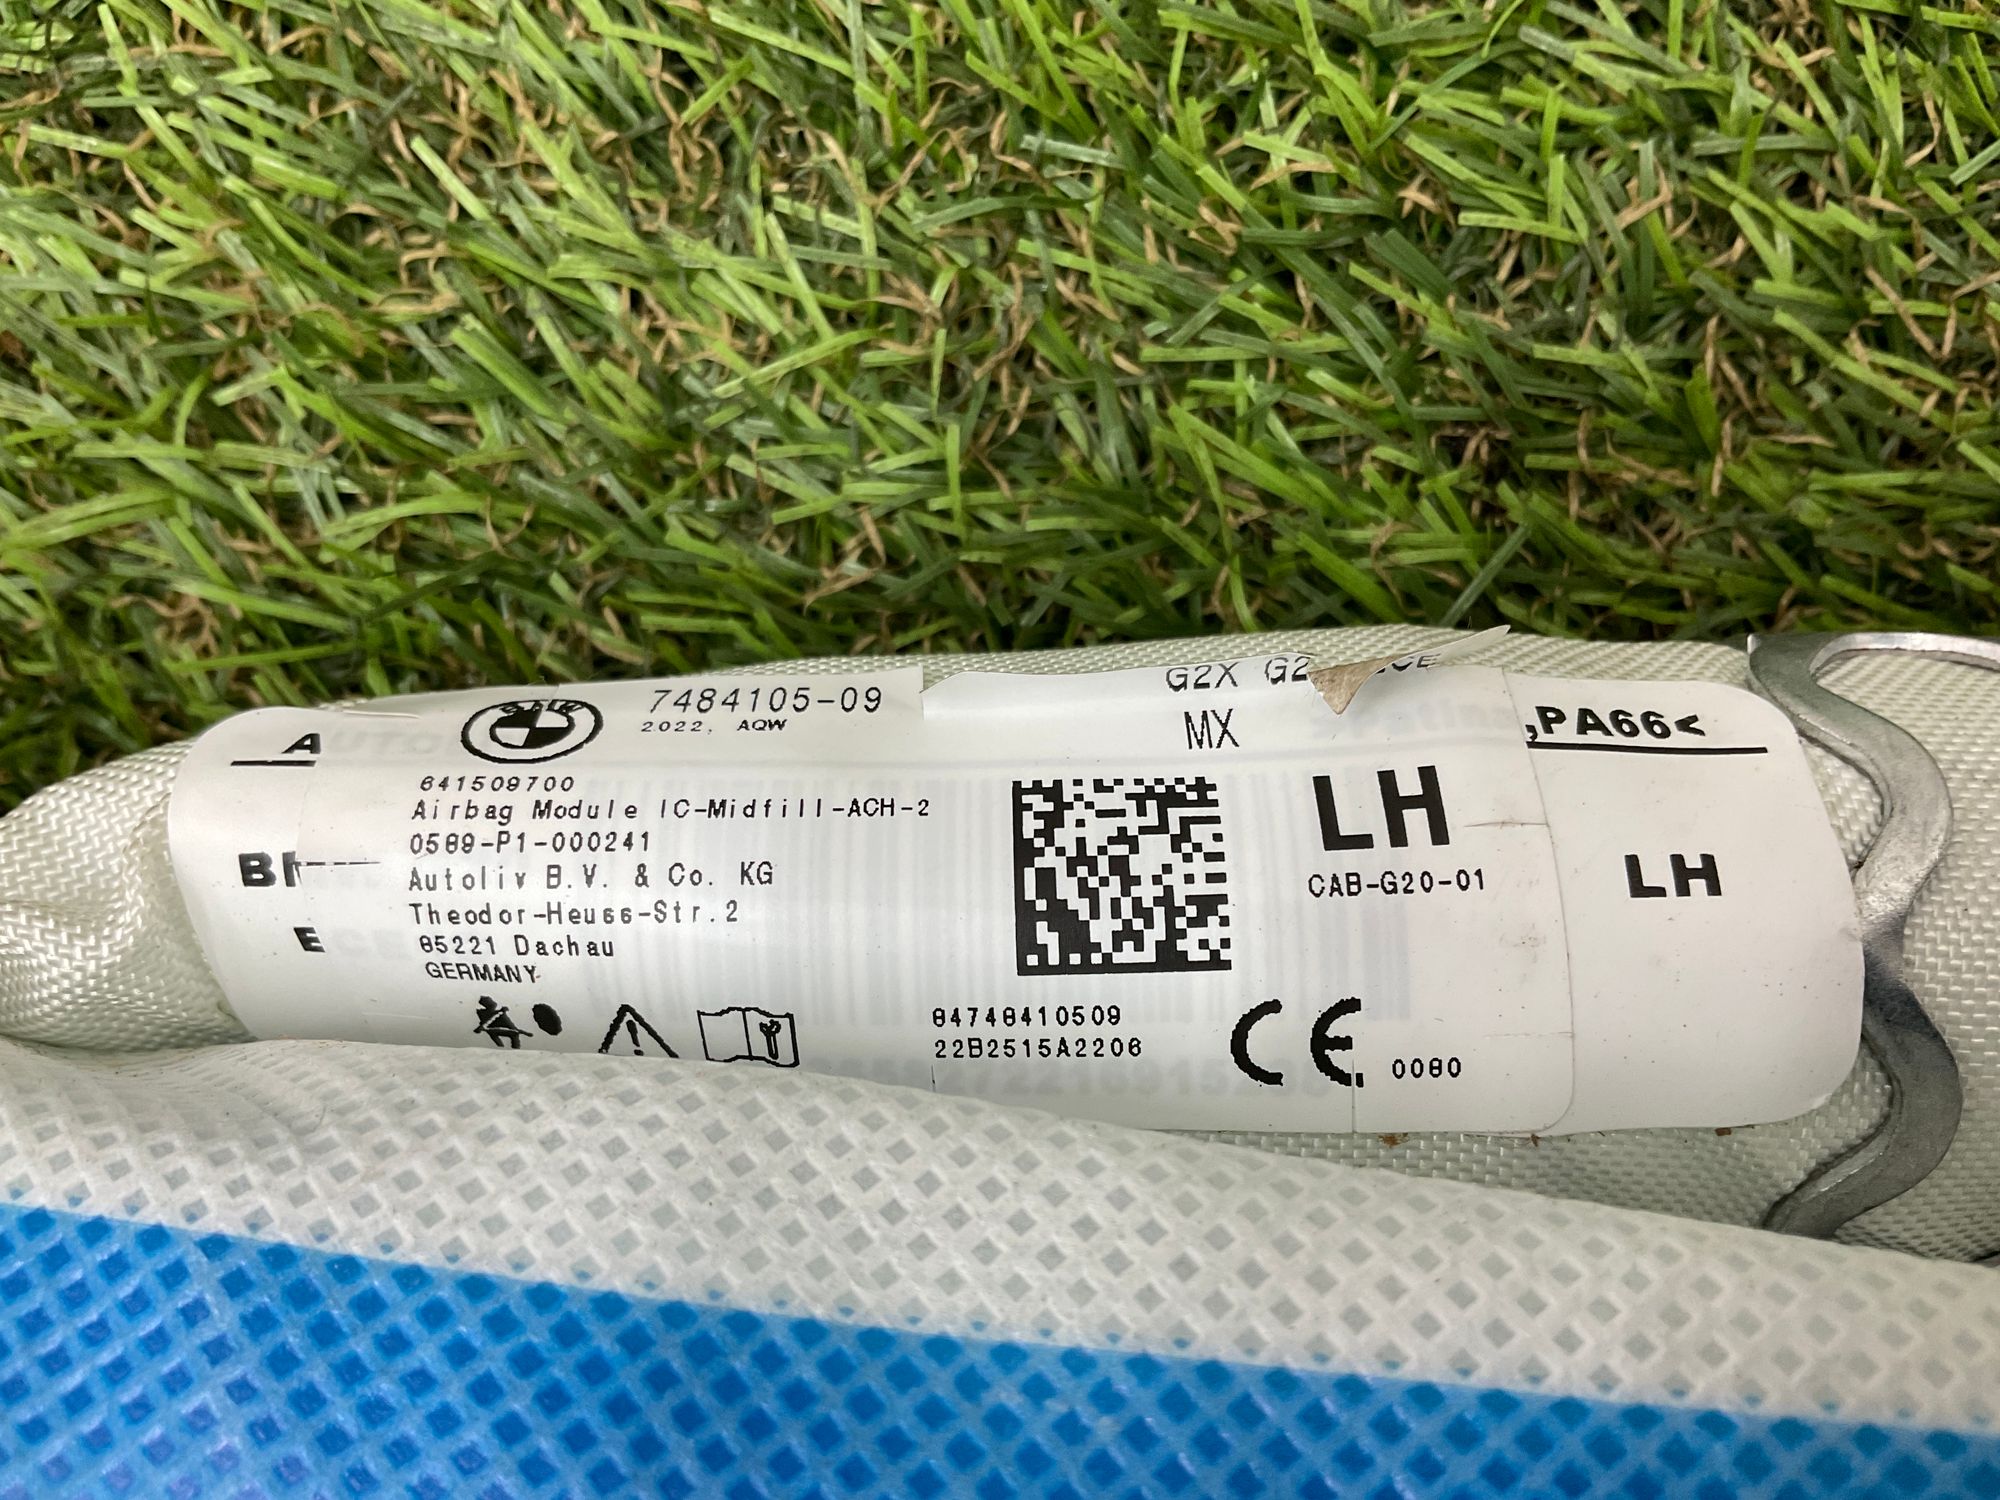 7484105-09
2022, AQW
G2X G2
MX
,PA66<
641509700
Airbag Module IC-Midfill-ACH-2
0589-P1-000241
Autoliv B.V. & Co. KG
Theodor-Heuss-Str.2
85221 Dachau
GERMANY
LH
CAB-G20-01
LH
84748410509
22B2515A2206
CE 0080